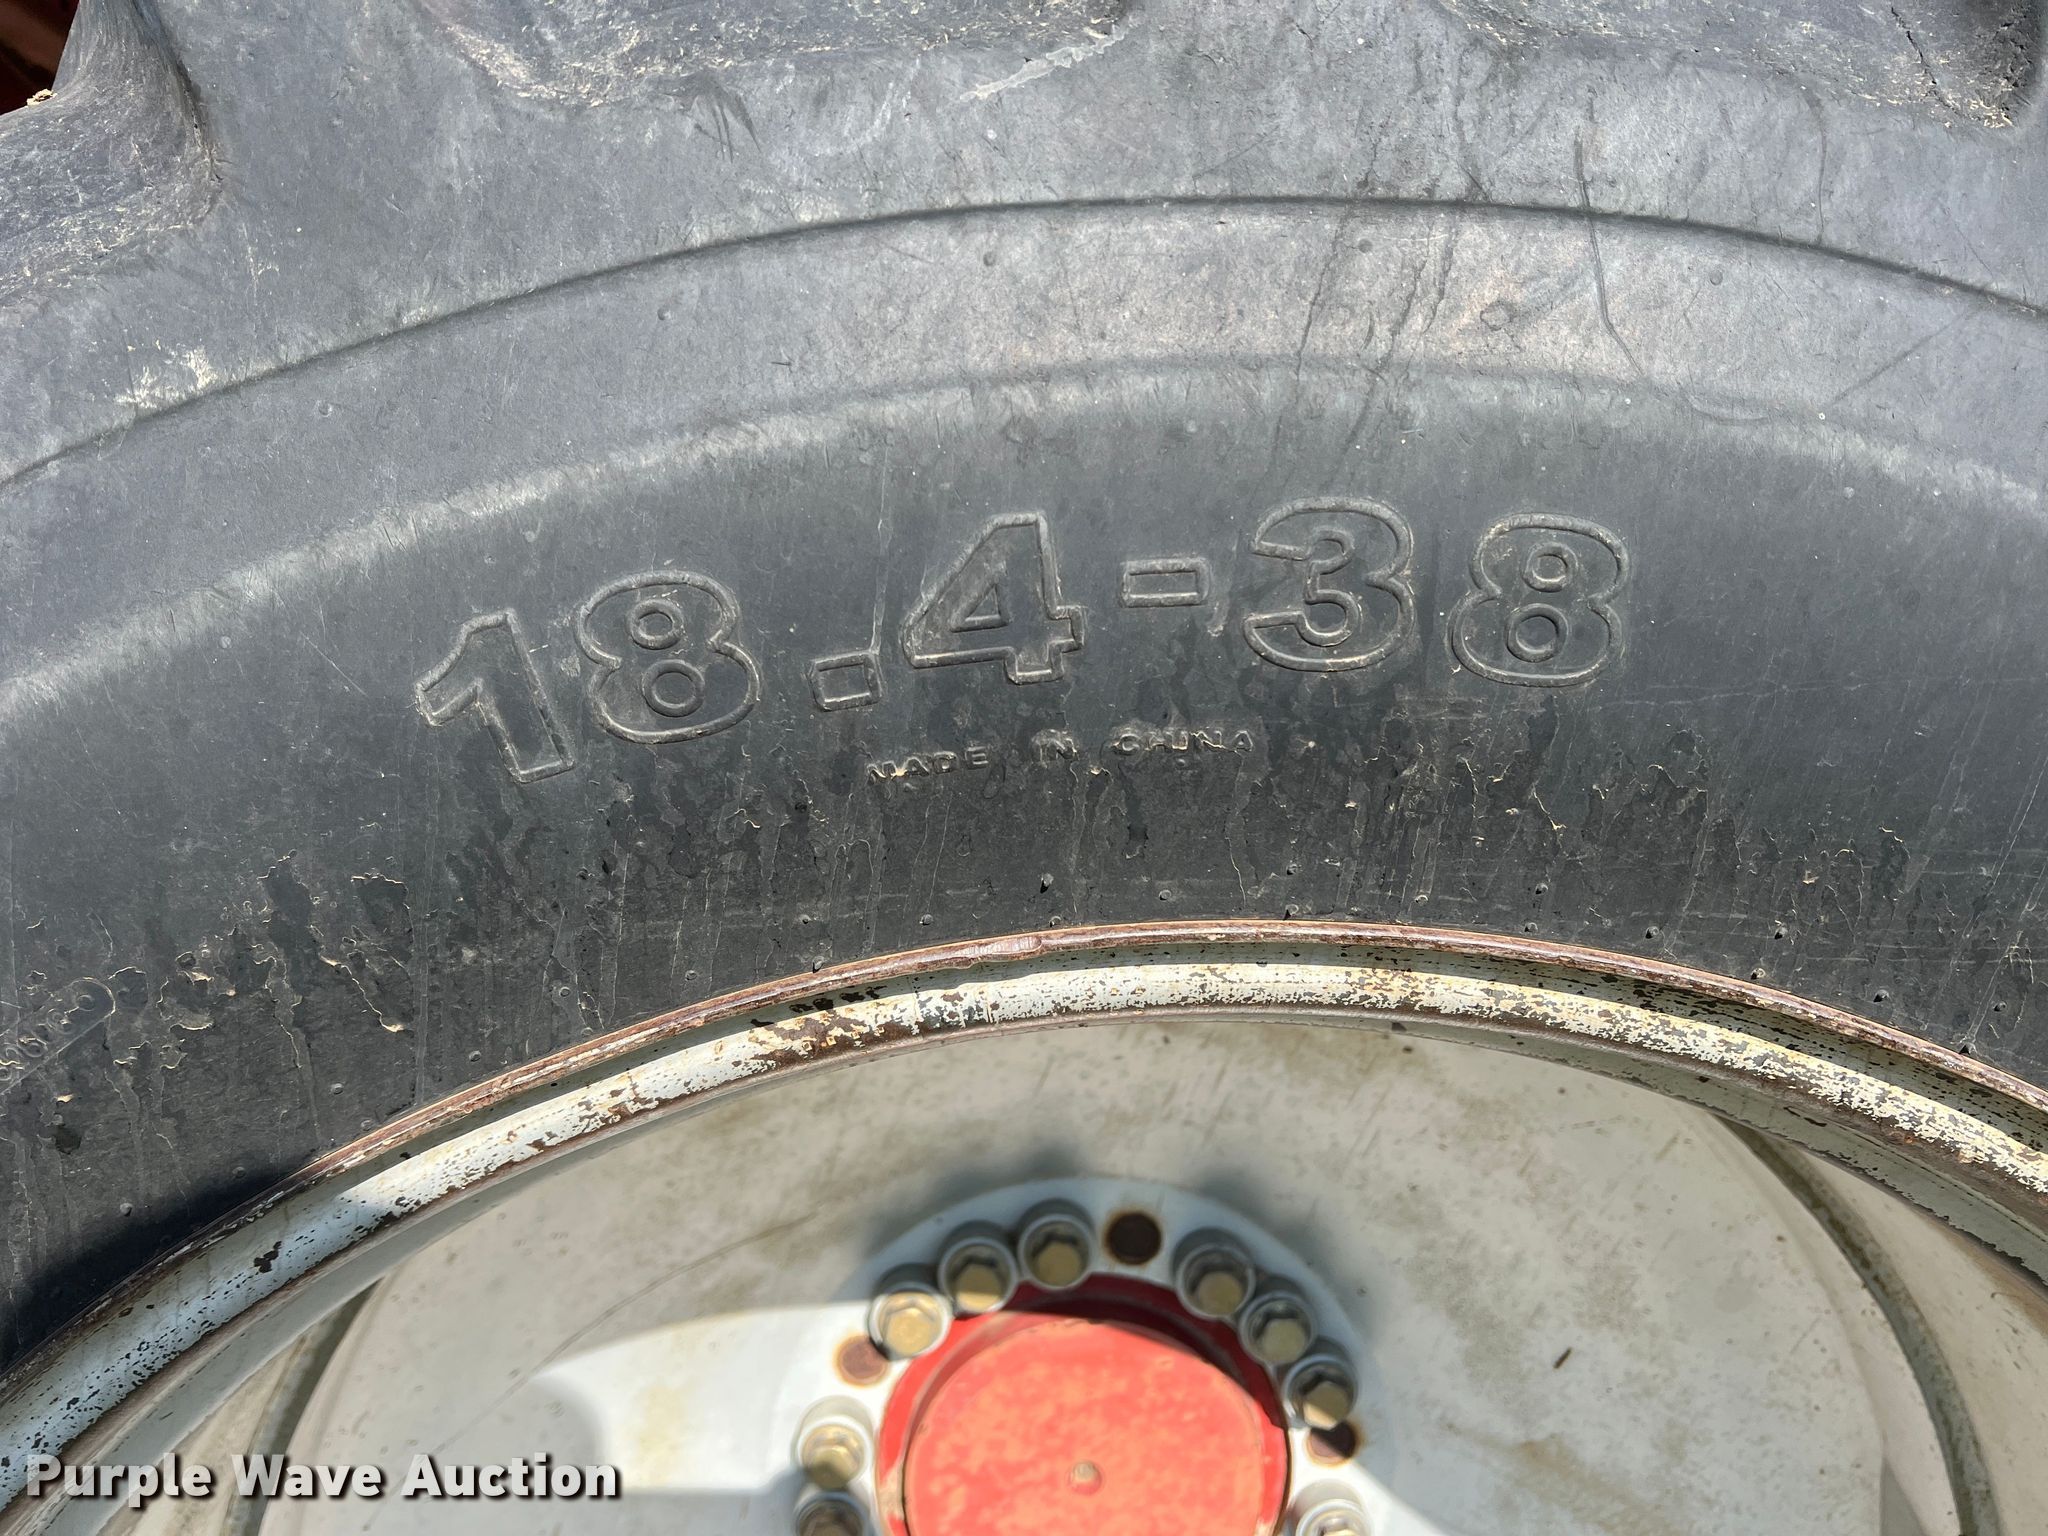 18.4-38
MADE IN CHINA
Purple Wave Auction